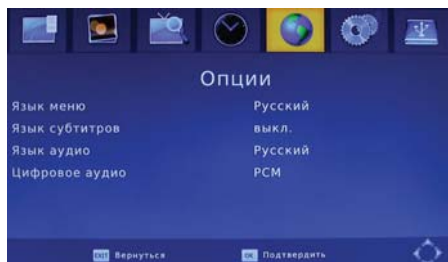 Опции
Язык меню Русский
Язык субтитров выкл.
Язык аудио Русский
Цифровое аудио PCM
EXIT Вернуться OK Подтвердить